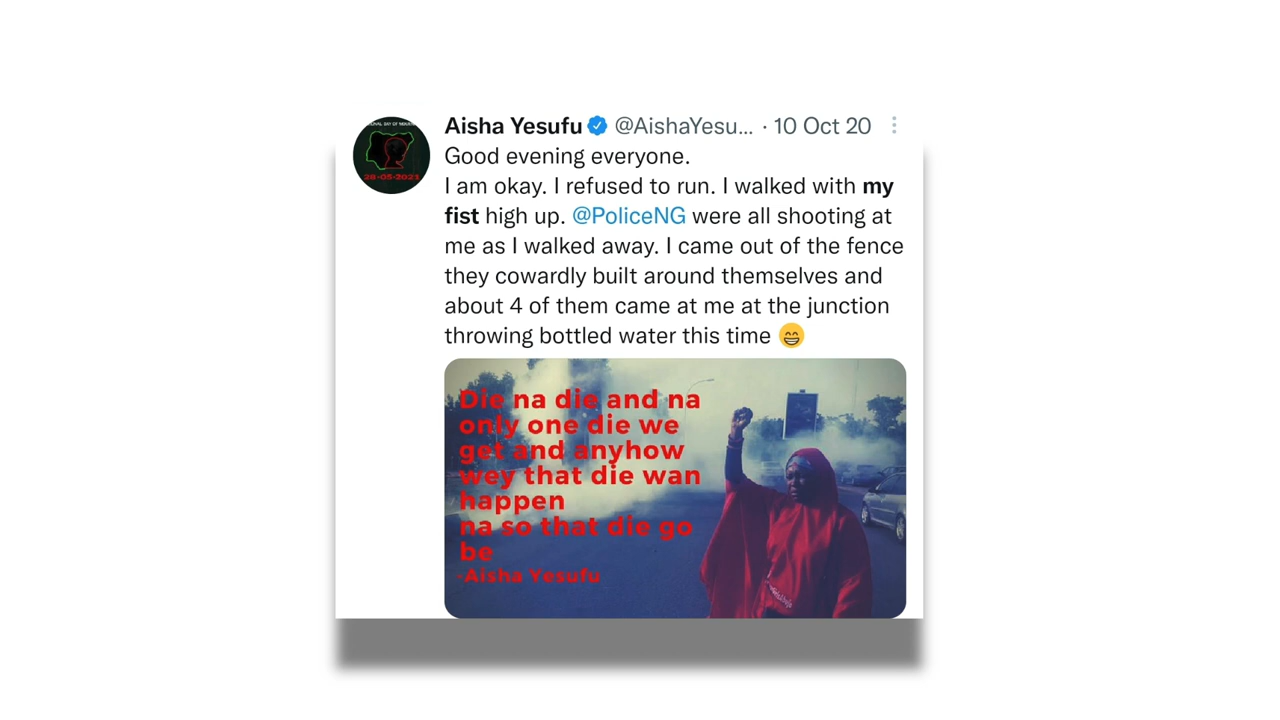 Aisha Yesufu @AishaYesu... · 10 Oct 20
Good evening everyone.
I am okay. I refused to run. I walked with my
fist high up. @PoliceNG were all shooting at
me as I walked away. I came out of the fence
they cowardly built around themselves and
about 4 of them came at me at the junction
throwing bottled water this time 😁
Die na die and na
only one die we
get and anyhow
wey that die wan
happen
na so that die go
be
-Aisha Yesufu
28-05-2021